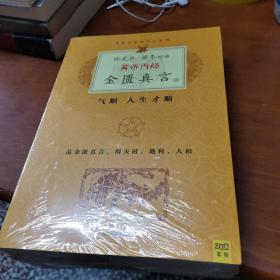 徐文兵 梁冬对话
黄帝内经
金匮真言
气顺 人生才顺
品金匮真言、得天时、地利、人和